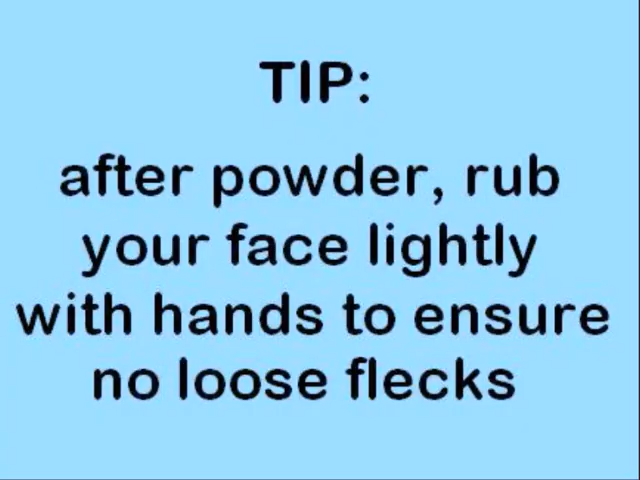 TIP:
after powder, rub
your face lightly
with hands to ensure
no loose flecks